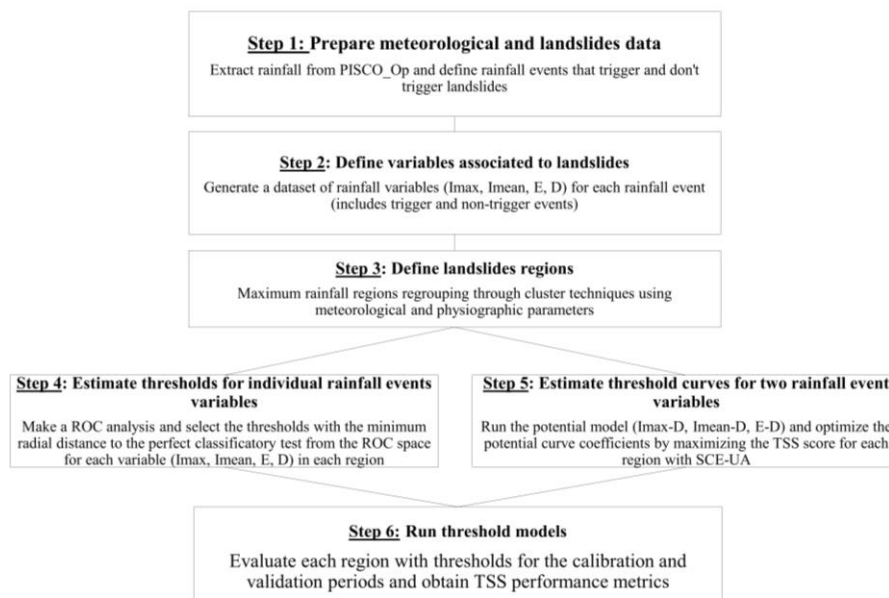 Step 1: Prepare meteorological and landslides data
Extract rainfall from PISCO_Op and define rainfall events that trigger and don't
trigger landslides
Step 2: Define variables associated to landslides
Generate a dataset of rainfall variables (Imax, Imean, E, D) for each rainfall event
(includes trigger and non-trigger events)
Step 3: Define landslides regions
Maximum rainfall regions regrouping through cluster techniques using
meteorological and physiographic parameters
Step 4: Estimate thresholds for individual rainfall events
variables
Make a ROC analysis and select the thresholds with the minimum
radial distance to the perfect classificatory test from the ROC space
for each variable (Imax, Imean, E, D) in each region
Step 5: Estimate threshold curves for two rainfall event
variables
Run the potential model (Imax-D, Imean-D, E-D) and optimize the
potential curve coefficients by maximizing the TSS score for each
region with SCE-UA
Step 6: Run threshold models
Evaluate each region with thresholds for the calibration and
validation periods and obtain TSS performance metrics